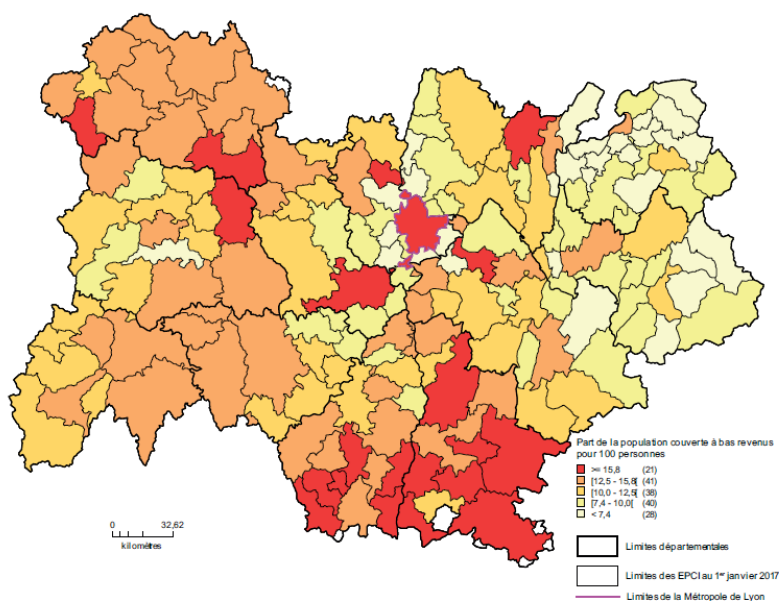 Part de la population couverte à bas revenus
pour 100 personnes
>= 15,8 (21)
[12,5 - 15,8[ (41)
[10,0 - 12,5[ (38)
[7,4 - 10,0[ (40)
< 7,4 (28)
0 32,62
kilomètres
Limites départementales
Limites des EPCI au 1er janvier 2017
Limites de la Métropole de Lyon